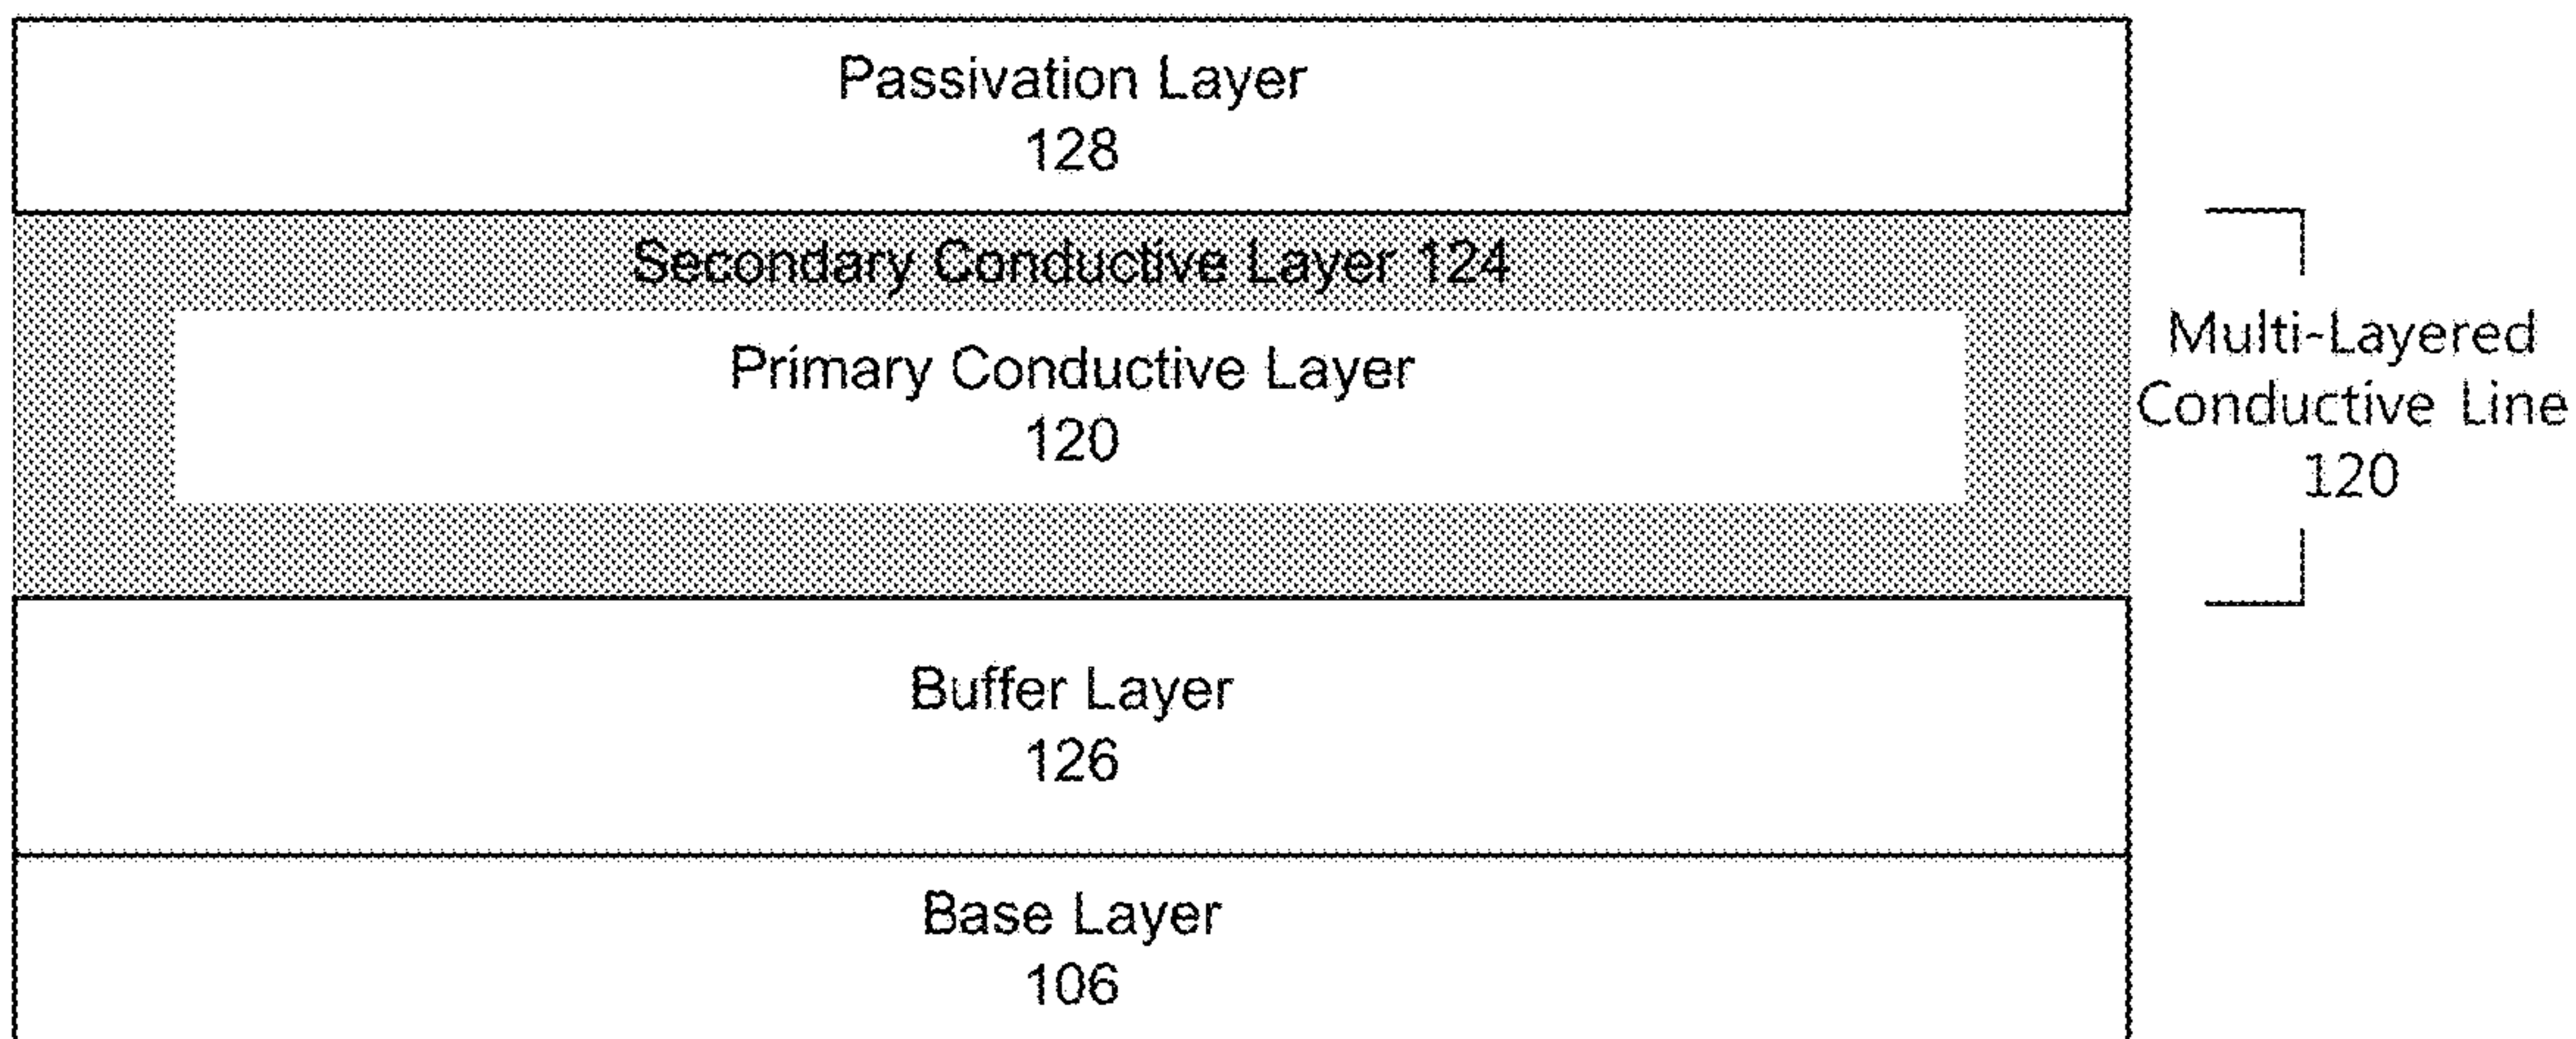 Passivation Layer
128
Secondary Conductive Layer 124
Primary Conductive Layer
120
Multi-Layered
Conductive Line
120
Buffer Layer
126
Base Layer
106